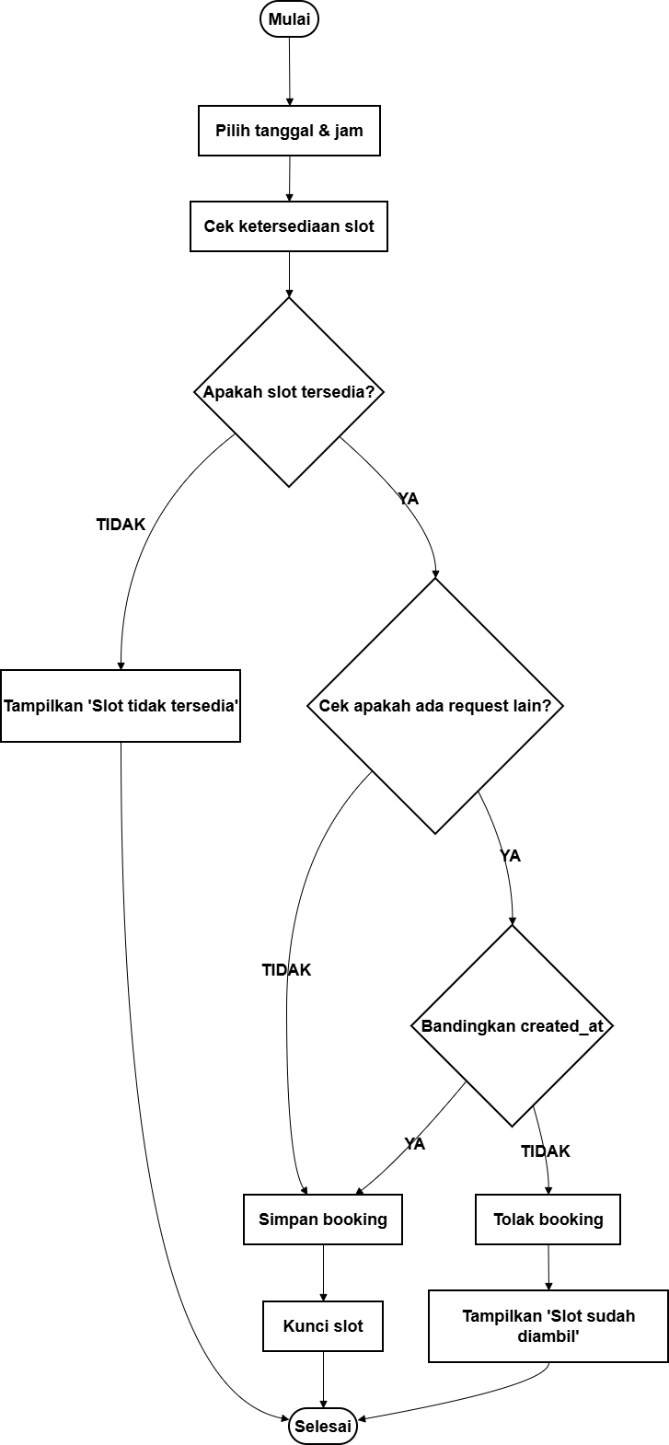 Mulai
Pilih tanggal & jam
Cek ketersediaan slot
Apakah slot tersedia?
TIDAK
YA
Tampilkan 'Slot tidak tersedia'
Cek apakah ada request lain?
YA
TIDAK
Bandingkan created_at
YA
TIDAK
Simpan booking
Tolak booking
Kunci slot
Tampilkan 'Slot sudah
diambil'
Selesai